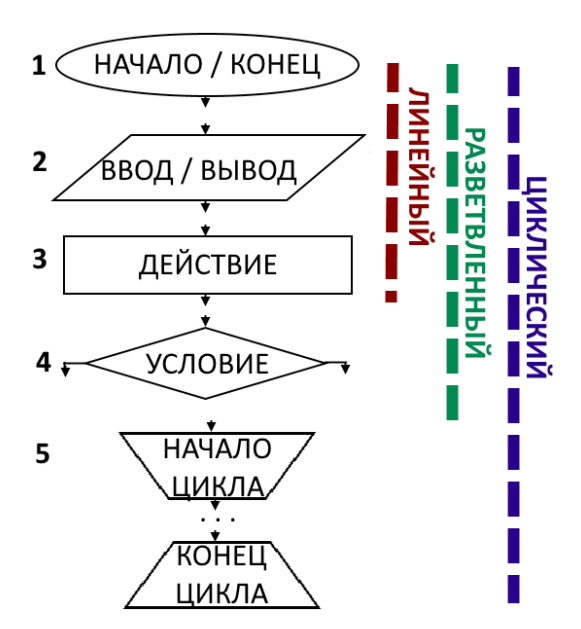 1 НАЧАЛО / КОНЕЦ
2 ВВОД / ВЫВОД
3 ДЕЙСТВИЕ
4 УСЛОВИЕ
5 НАЧАЛО
ЦИКЛА
. . .
КОНЕЦ
ЦИКЛА
ЛИНЕЙНЫЙ
РАЗВЕТВЛЕННЫЙ
ЦИКЛИЧЕСКИЙ